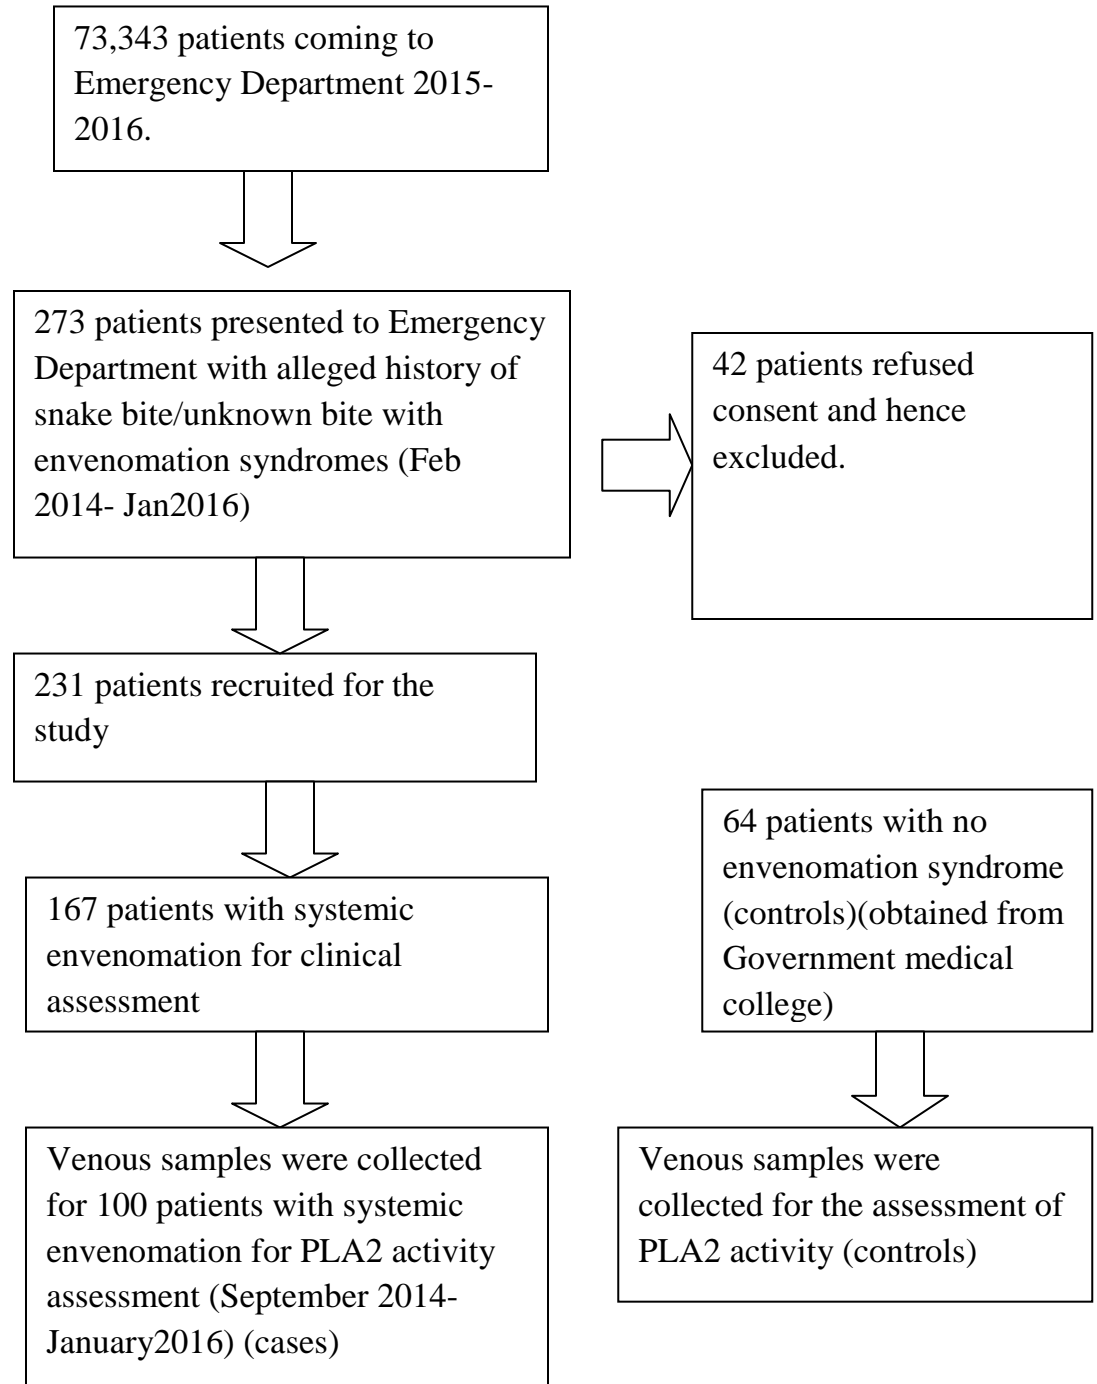 73,343 patients coming to
Emergency Department 2015-
2016.
273 patients presented to Emergency
Department with alleged history of
snake bite/unknown bite with
envenomation syndromes (Feb
2014- Jan2016)
42 patients refused
consent and hence
excluded.
231 patients recruited for the
study
167 patients with systemic
envenomation for clinical
assessment
64 patients with no
envenomation syndrome
(controls)(obtained from
Government medical
college)
Venous samples were collected
for 100 patients with systemic
envenomation for PLA2 activity
assessment (September 2014-
January2016) (cases)
Venous samples were
collected for the assessment of
PLA2 activity (controls)